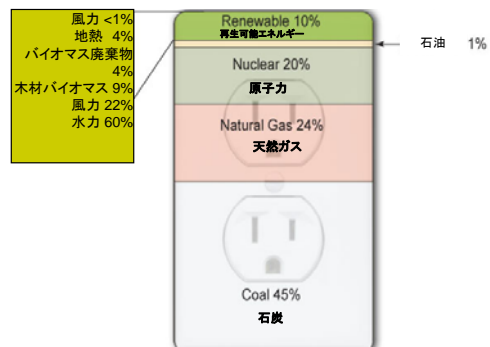 風力 <1%
地熱 4%
バイオマス廃棄物
4%
木材バイオマス 9%
風力 22%
水力 60%
Renewable 10%
再生可能エネルギー
石油 1%
Nuclear 20%
原子力
Natural Gas 24%
天然ガス
Coal 45%
石炭